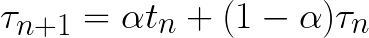 τ_{n+1} = αt_n + (1 − α)τ_n